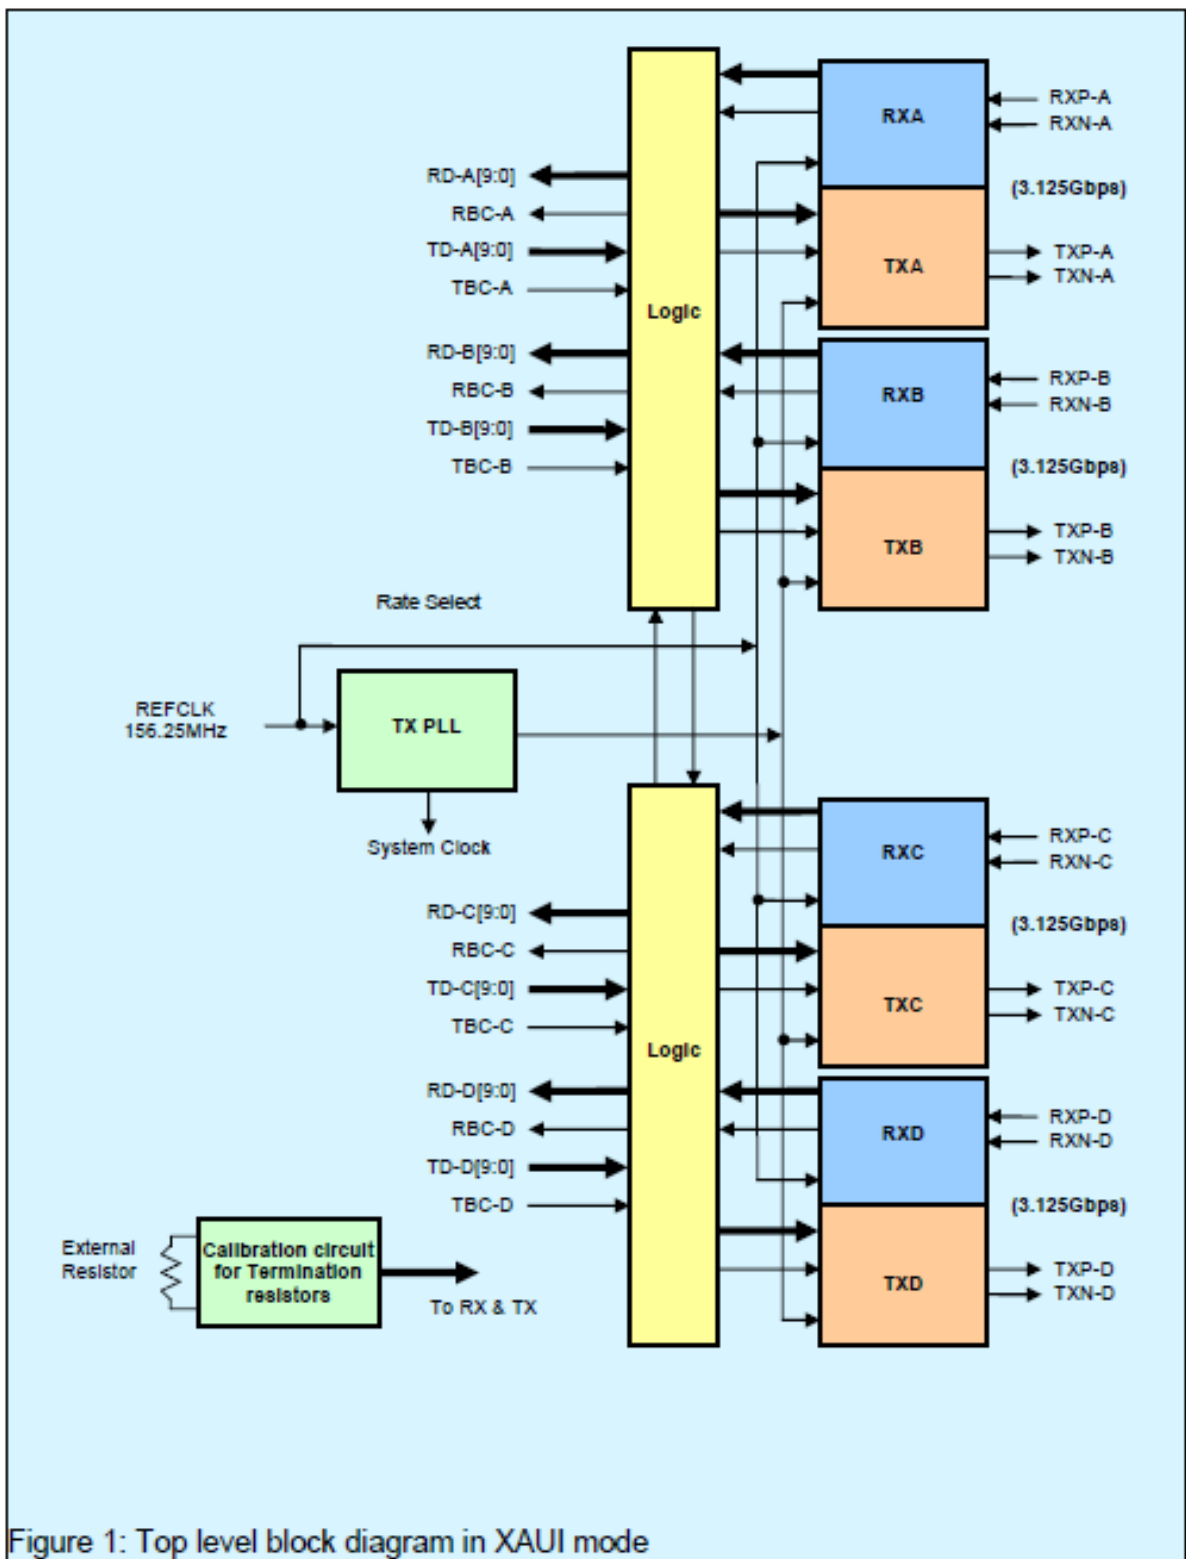 RXA
RXP-A
RXN-A
(3.125Gbps)
RD-A[9:0]
RBC-A
TD-A[9:0]
TBC-A
TXA
TXP-A
TXN-A
Logic
RD-B[9:0]
RBC-B
TD-B[9:0]
TBC-B
RXB
RXP-B
RXN-B
(3.125Gbps)
TXB
TXP-B
TXN-B
Rate Select
REFCLK
156.25MHz
TX PLL
System Clock
RXC
RXP-C
RXN-C
(3.125Gbps)
RD-C[9:0]
RBC-C
TD-C[9:0]
TBC-C
TXC
TXP-C
TXN-C
Logic
RD-D[9:0]
RBC-D
TD-D[9:0]
TBC-D
RXD
RXP-D
RXN-D
(3.125Gbps)
TXD
TXP-D
TXN-D
External
Resistor
Calibration circuit
for Termination
resistors
To RX & TX
Figure 1: Top level block diagram in XAUI mode